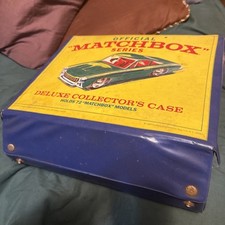 OFFICIAL
"MATCHBOX"
SERIES
DELUXE COLLECTOR'S CASE
HOLDS 72 "MATCHBOX" MODELS